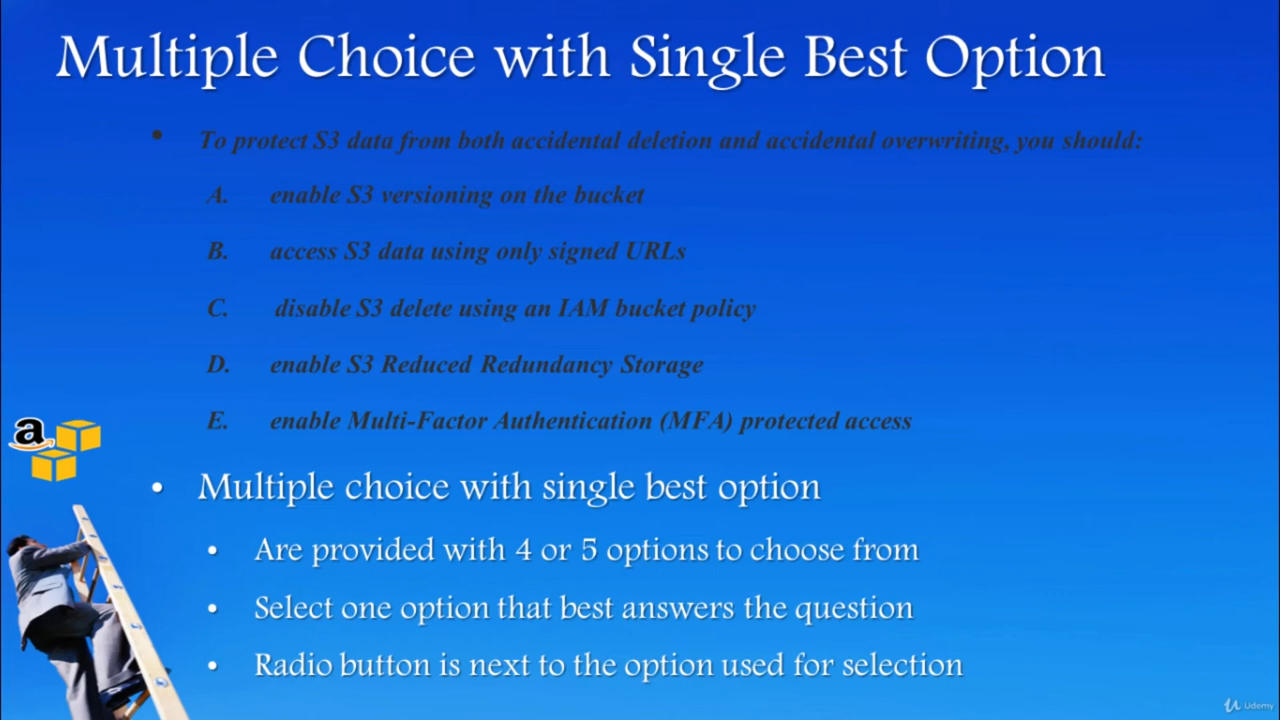 Multiple Choice with Single Best Option
• To protect S3 data from both accidental deletion and accidental overwriting, you should:
A. enable S3 versioning on the bucket
B. access S3 data using only signed URLs
C. disable S3 delete using an IAM bucket policy
D. enable S3 Reduced Redundancy Storage
E. enable Multi-Factor Authentication (MFA) protected access
a
• Multiple choice with single best option
• Are provided with 4 or 5 options to choose from
• Select one option that best answers the question
• Radio button is next to the option used for selection
Udemy